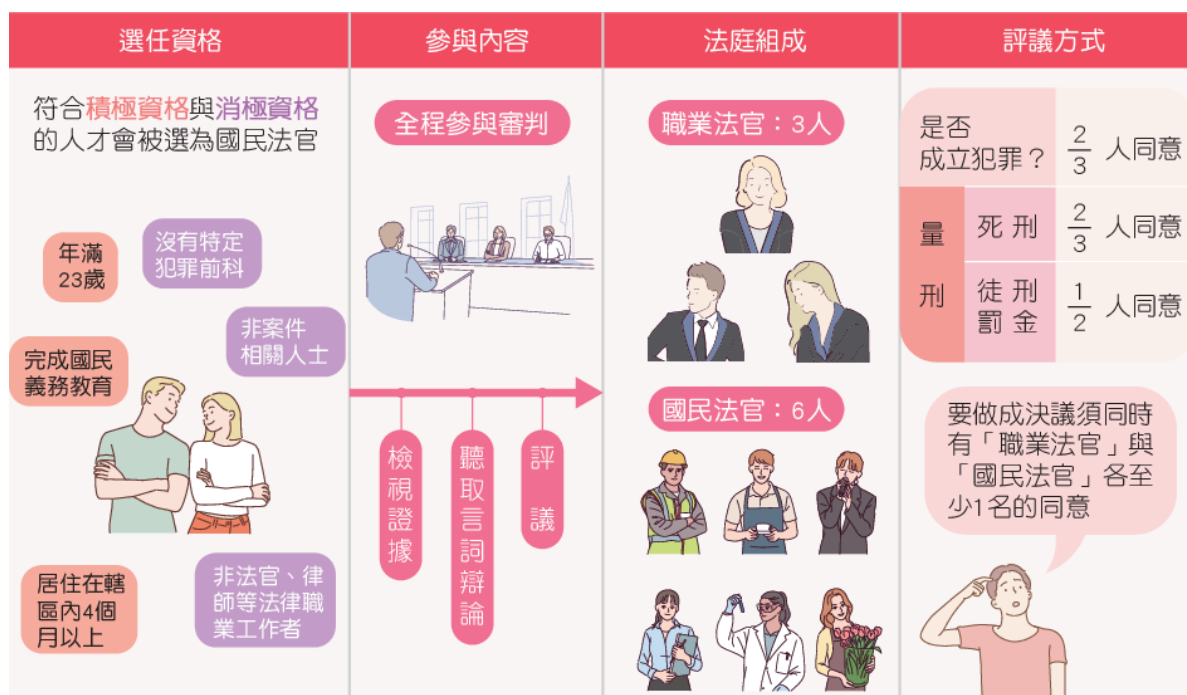 選任資格
符合積極資格與消極資格
的人才會被選為國民法官
年滿
23歲
沒有特定
犯罪前科
非案件
相關人士
完成國民
義務教育
居住在轄
區內4個
月以上
非法官、律
師等法律職
業工作者
參與內容
全程參與審判
檢視證據
聽取言詞辯論
評議
法庭組成
職業法官：3人
國民法官：6人
評議方式
是否
成立犯罪？
2/3 人同意
量刑
死刑
2/3 人同意
徒刑
罰金
1/2 人同意
要做成決議須同時
有「職業法官」與
「國民法官」各至
少1名的同意